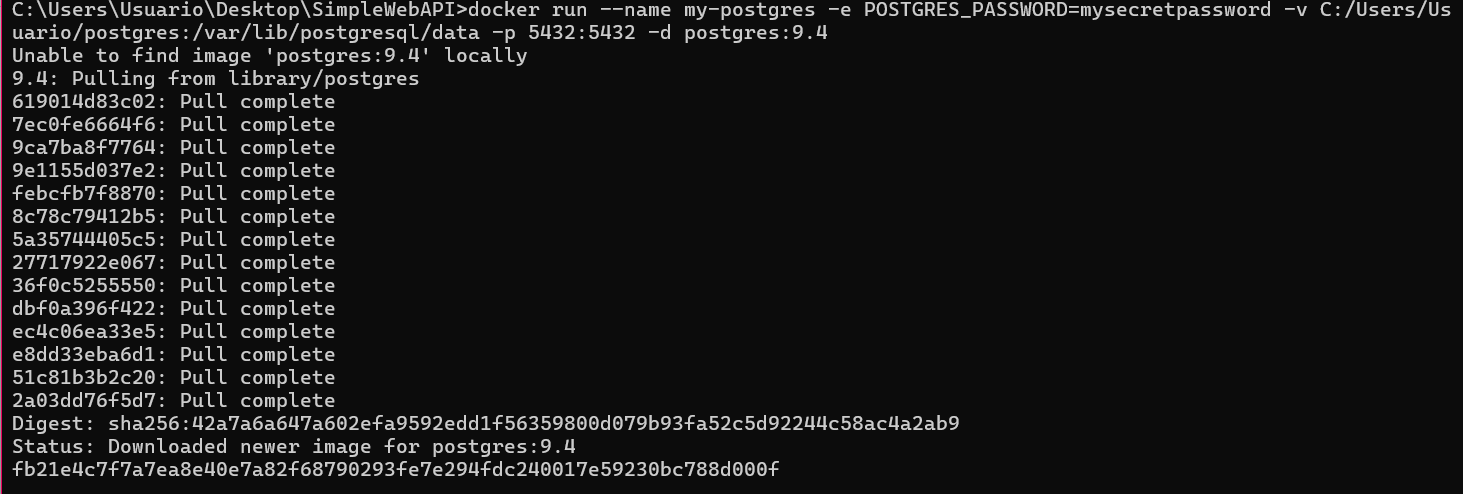 C:\Users\Usuario\Desktop\SimpleWebAPI>docker run --name my-postgres -e POSTGRES_PASSWORD=mysecretpassword -v C:/Users/Us
uario/postgres:/var/lib/postgresql/data -p 5432:5432 -d postgres:9.4
Unable to find image 'postgres:9.4' locally
9.4: Pulling from library/postgres
619014d83c02: Pull complete
7ec0fe6664f6: Pull complete
9ca7ba8f7764: Pull complete
9e1155d037e2: Pull complete
febcfb7f8870: Pull complete
8c78c79412b5: Pull complete
5a35744405c5: Pull complete
27717922e067: Pull complete
36f0c5255550: Pull complete
dbf0a396f422: Pull complete
ec4c06ea33e5: Pull complete
e8dd33eba6d1: Pull complete
51c81b3b2c20: Pull complete
2a03dd76f5d7: Pull complete
Digest: sha256:42a7a6a647a602efa9592edd1f56359800d079b93fa52c5d92244c58ac4a2ab9
Status: Downloaded newer image for postgres:9.4
fb21e4c7f7a7ea8e40e7a82f68790293fe7e294fdc240017e59230bc788d000f